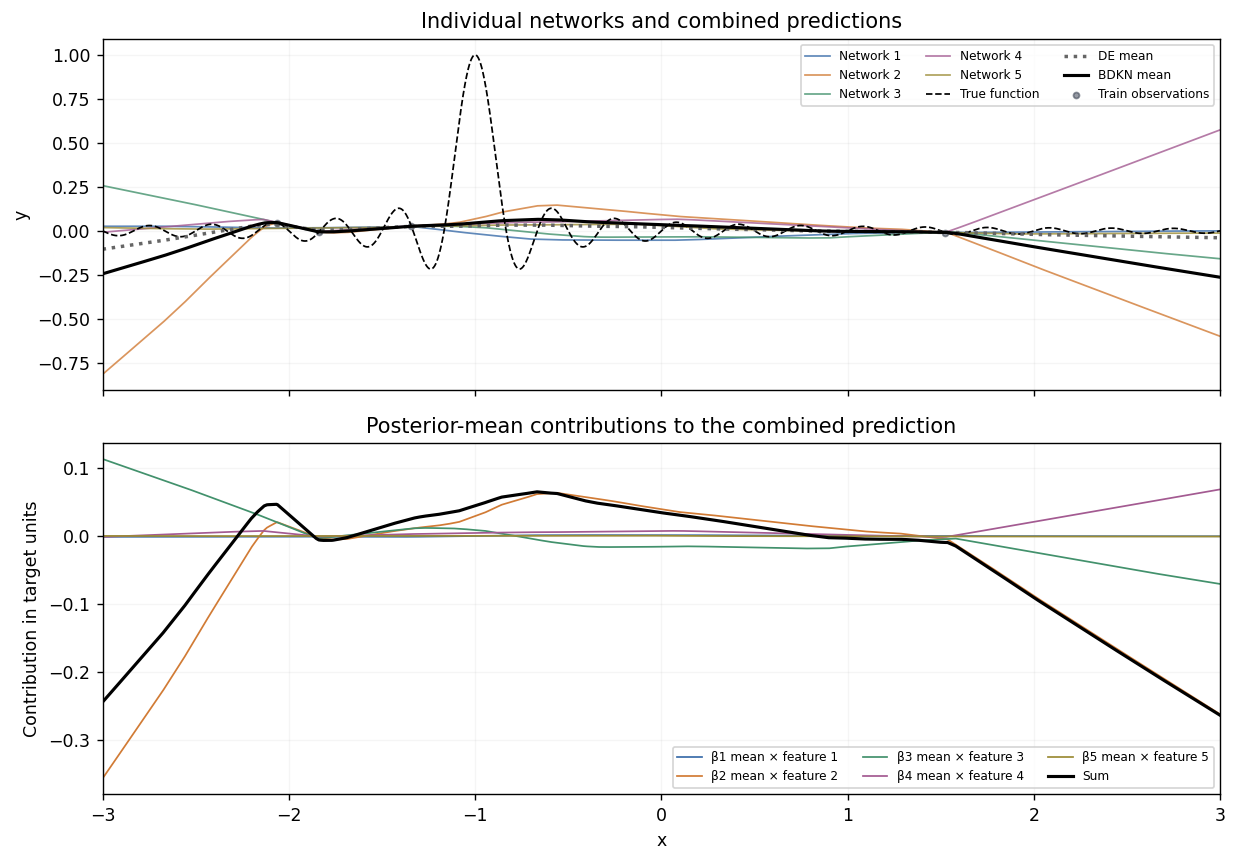 Individual networks and combined predictions
1.00
0.75
0.50
0.25
0.00
−0.25
−0.50
−0.75
y
Network 1
Network 2
Network 3
Network 4
Network 5
True function
DE mean
BDKN mean
Train observations
Posterior-mean contributions to the combined prediction
0.1
0.0
−0.1
−0.2
−0.3
Contribution in target units
β1 mean × feature 1
β2 mean × feature 2
β3 mean × feature 3
β4 mean × feature 4
β5 mean × feature 5
Sum
−3
−2
−1
0
1
2
3
x